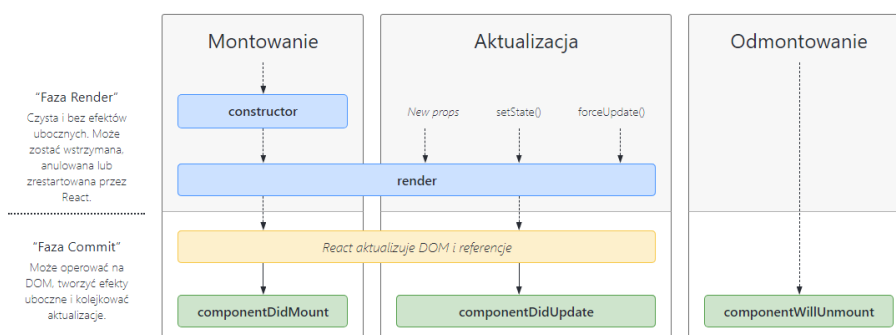 Montowanie
Aktualizacja
Odmontowanie
“Faza Render”
Czysta i bez efektów
ubocznych. Może
zostać wstrzymana,
anulowana lub
zrestartowana przez
React.
constructor
New props
setState()
forceUpdate()
render
“Faza Commit”
Może operować na
DOM, tworzyć efekty
uboczne i kolejkować
aktualizacje.
React aktualizuje DOM i referencje
componentDidMount
componentDidUpdate
componentWillUnmount